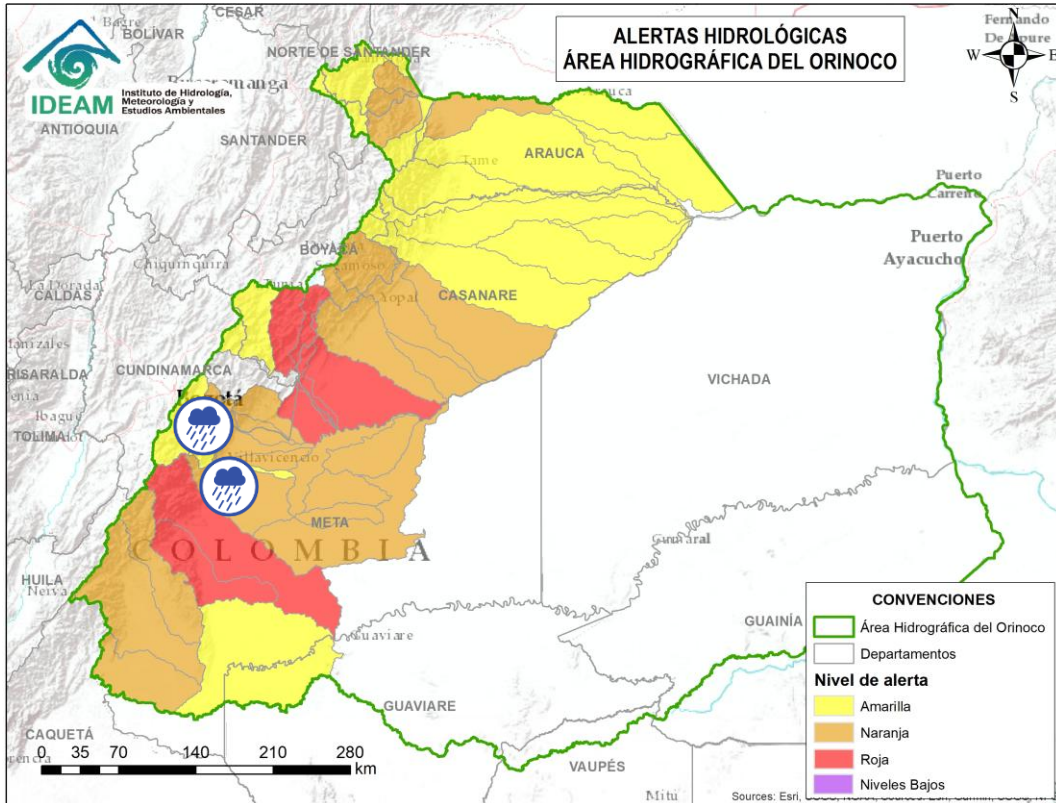 ALERTAS HIDROLÓGICAS
ÁREA HIDROGRÁFICA DEL ORINOCO
N
W
E
S
IDEAM
Instituto de Hidrología,
Meteorología y
Estudios Ambientales
CESAR
BOLÍVAR
NORTE DE SANTANDER
ANTIOQUIA
SANTANDER
ARAUCA
Tame
Puerto
Carreño
Puerto
Ayacucho
BOYACÁ
Chiquinquirá
La Dorada
CALDAS
Yopal
CASANARE
CUNDINAMARCA
RISARALDA
VICHADA
Ibagué
TOLIMA
Villavicencio
META
COLOMBIA
HUILA
Neiva
Guaviare
GUAINÍA
GUAVIARE
CAQUETÁ
VAUPÉS
Mitú
0 35 70 140 210 280
km
CONVENCIONES
Área Hidrográfica del Orinoco
Departamentos
Nivel de alerta
Amarilla
Naranja
Roja
Niveles Bajos
Sources: Esri,